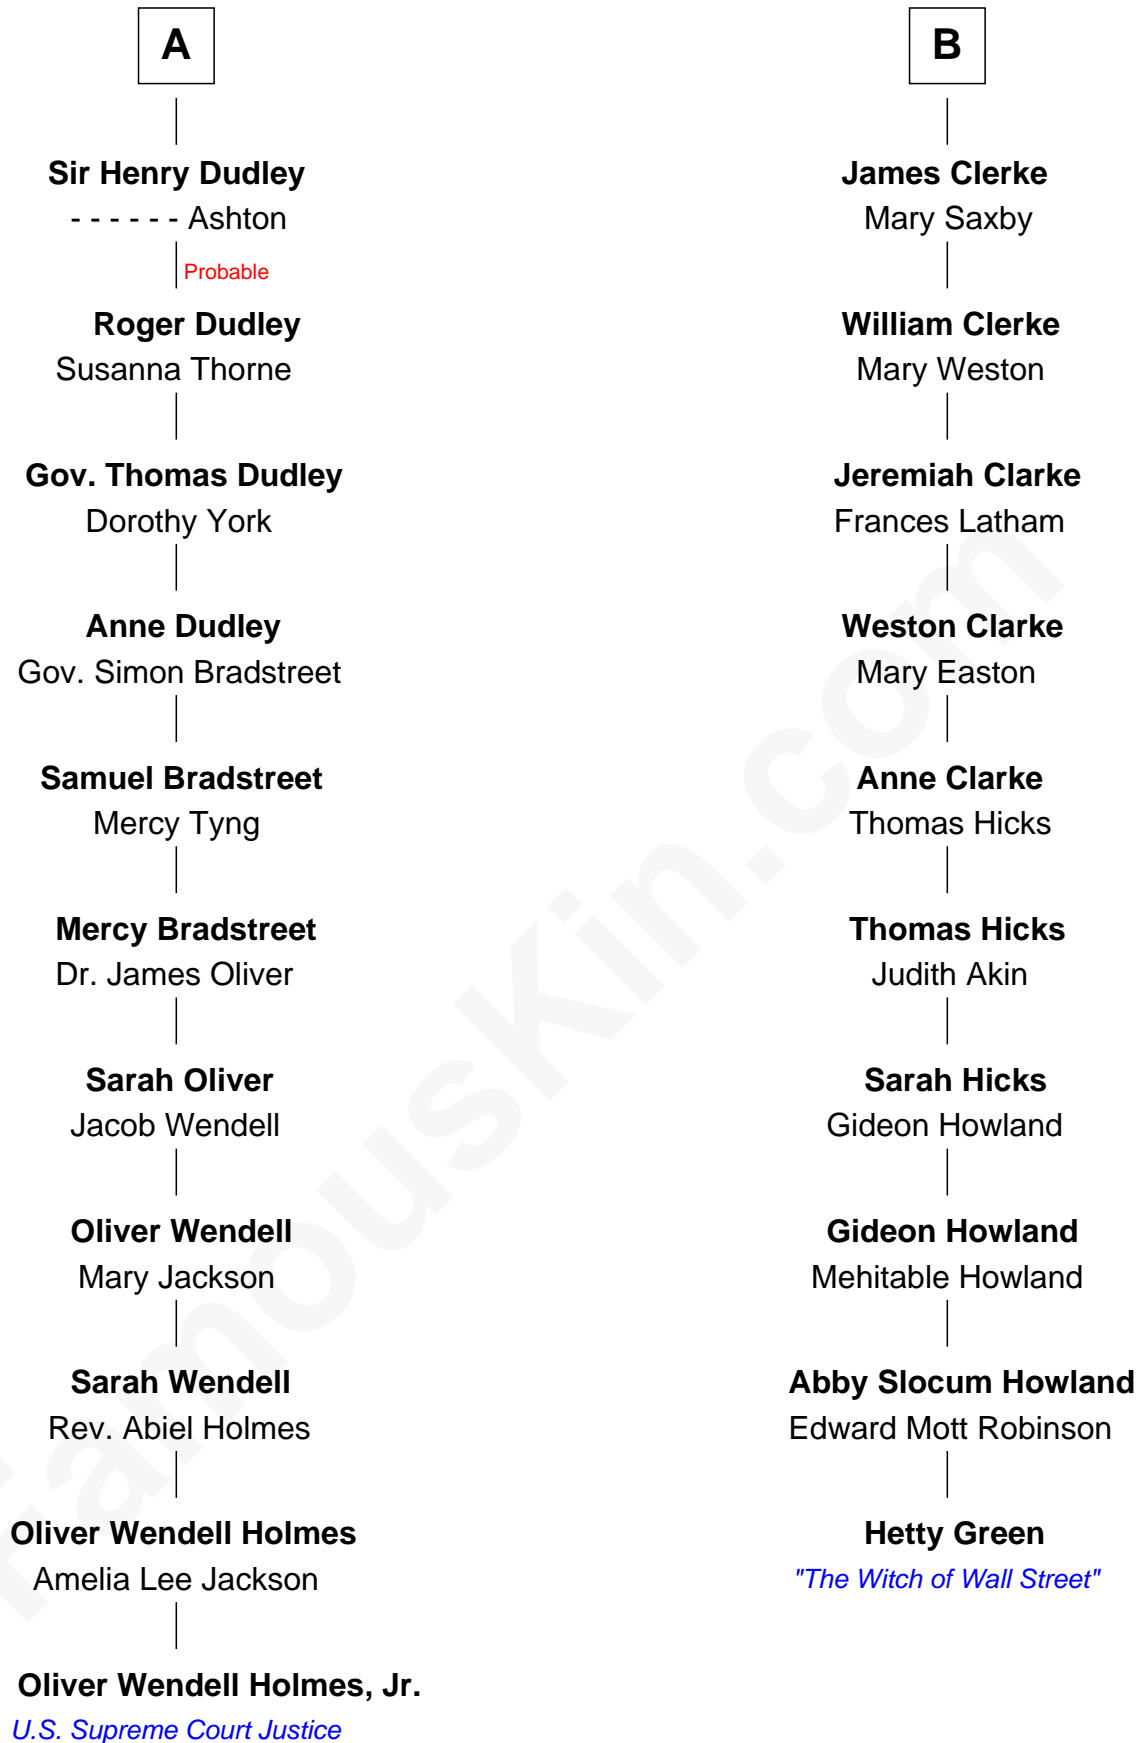 A
Sir Henry Dudley
- - - - - - Ashton
Probable
Roger Dudley
Susanna Thorne
Gov. Thomas Dudley
Dorothy York
Anne Dudley
Gov. Simon Bradstreet
Samuel Bradstreet
Mercy Tyng
Mercy Bradstreet
Dr. James Oliver
Sarah Oliver
Jacob Wendell
Oliver Wendell
Mary Jackson
Sarah Wendell
Rev. Abiel Holmes
Oliver Wendell Holmes
Amelia Lee Jackson
Oliver Wendell Holmes, Jr.
U.S. Supreme Court Justice
B
James Clerke
Mary Saxby
William Clerke
Mary Weston
Jeremiah Clarke
Frances Latham
Weston Clarke
Mary Easton
Anne Clarke
Thomas Hicks
Thomas Hicks
Judith Akin
Sarah Hicks
Gideon Howland
Gideon Howland
Mehitable Howland
Abby Slocum Howland
Edward Mott Robinson
Hetty Green
"The Witch of Wall Street"
FamousKin.com